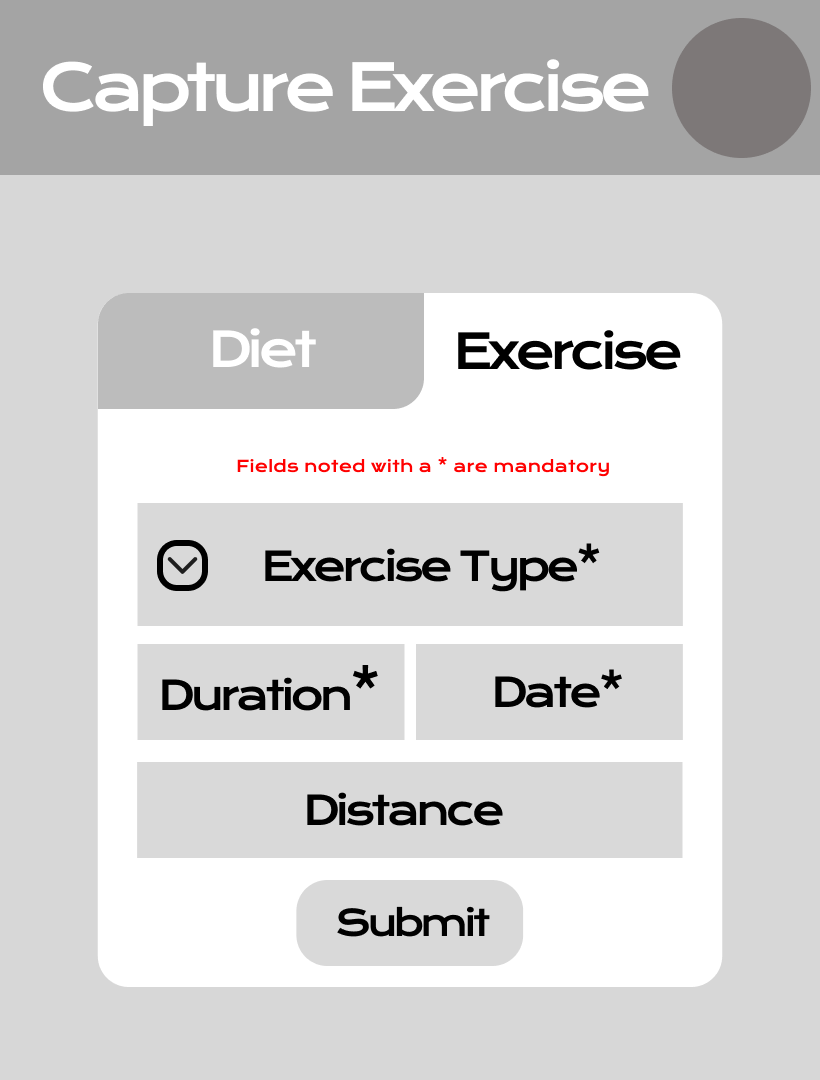 Capture Exercise
Diet
Exercise
Fields noted with a * are mandatory
Exercise Type*
Duration*
Date*
Distance
Submit